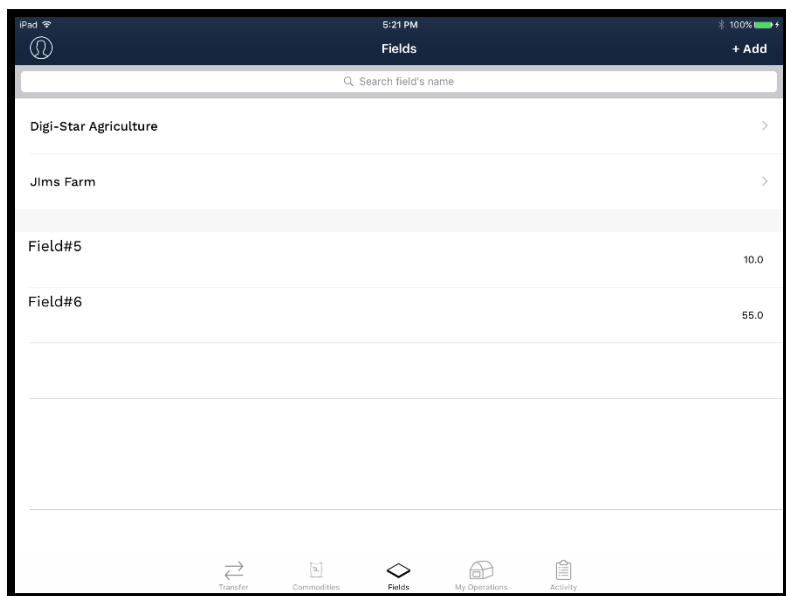 iPad 5:21 PM 100%
Fields
+ Add
Search field's name
Digi-Star Agriculture
JIms Farm
Field#5
10.0
Field#6
55.0
Transfer Commodities Fields My Operations Activity